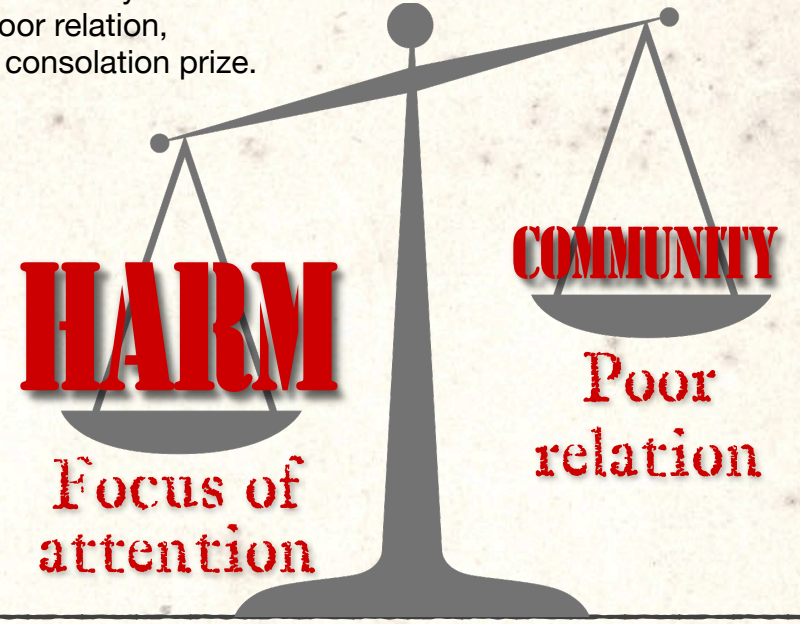 oor relation,
consolation prize.
HARM
COMMUNITY
Focus of
attention
Poor
relation